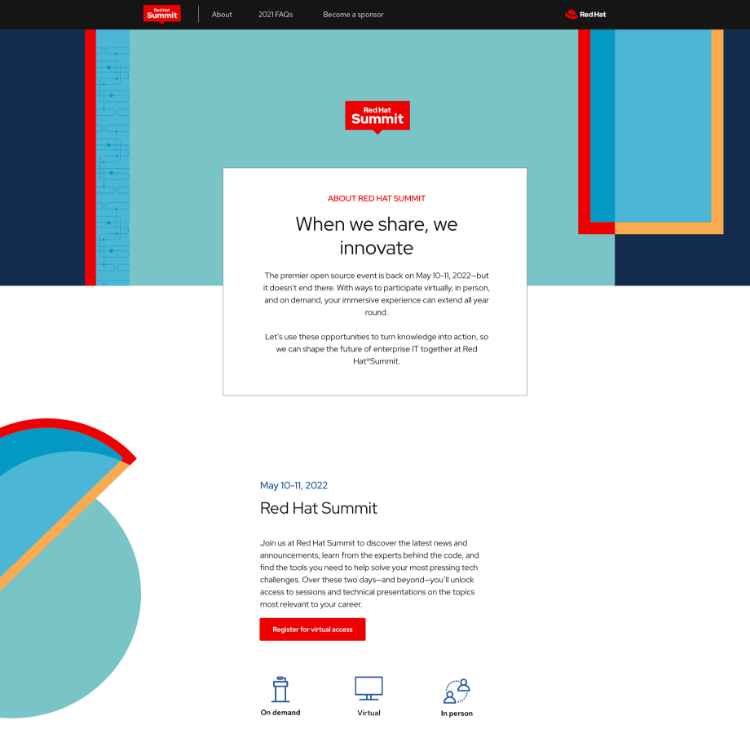 Red Hat
Summit
About
2021 FAQs
Become a sponsor
Red Hat
Red Hat
Summit
ABOUT RED HAT SUMMIT
When we share, we
innovate
The premier open source event is back on May 10-11, 2022—but
it doesn't end there. With ways to participate virtually, in person,
and on demand, your immersive experience can extend all year
round.
Let's use these opportunities to turn knowledge into action, so
we can shape the future of enterprise IT together at Red
Hat®Summit.
May 10-11, 2022
Red Hat Summit
Join us at Red Hat Summit to discover the latest news and
announcements, learn from the experts behind the code, and
find the tools you need to help solve your most pressing tech
challenges. Over these two days—and beyond—you'll unlock
access to sessions and technical presentations on the topics
most relevant to your career.
Register for virtual access
On demand
Virtual
In person